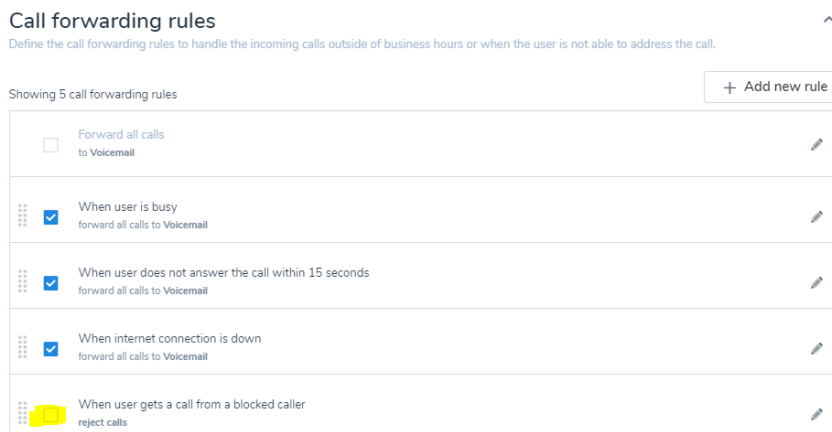 Call forwarding rules
Define the call forwarding rules to handle the incoming calls outside of business hours or when the user is not able to address the call.
Showing 5 call forwarding rules
+ Add new rule
Forward all calls
to Voicemail
When user is busy
forward all calls to Voicemail
When user does not answer the call within 15 seconds
forward all calls to Voicemail
When internet connection is down
forward all calls to Voicemail
When user gets a call from a blocked caller
reject calls